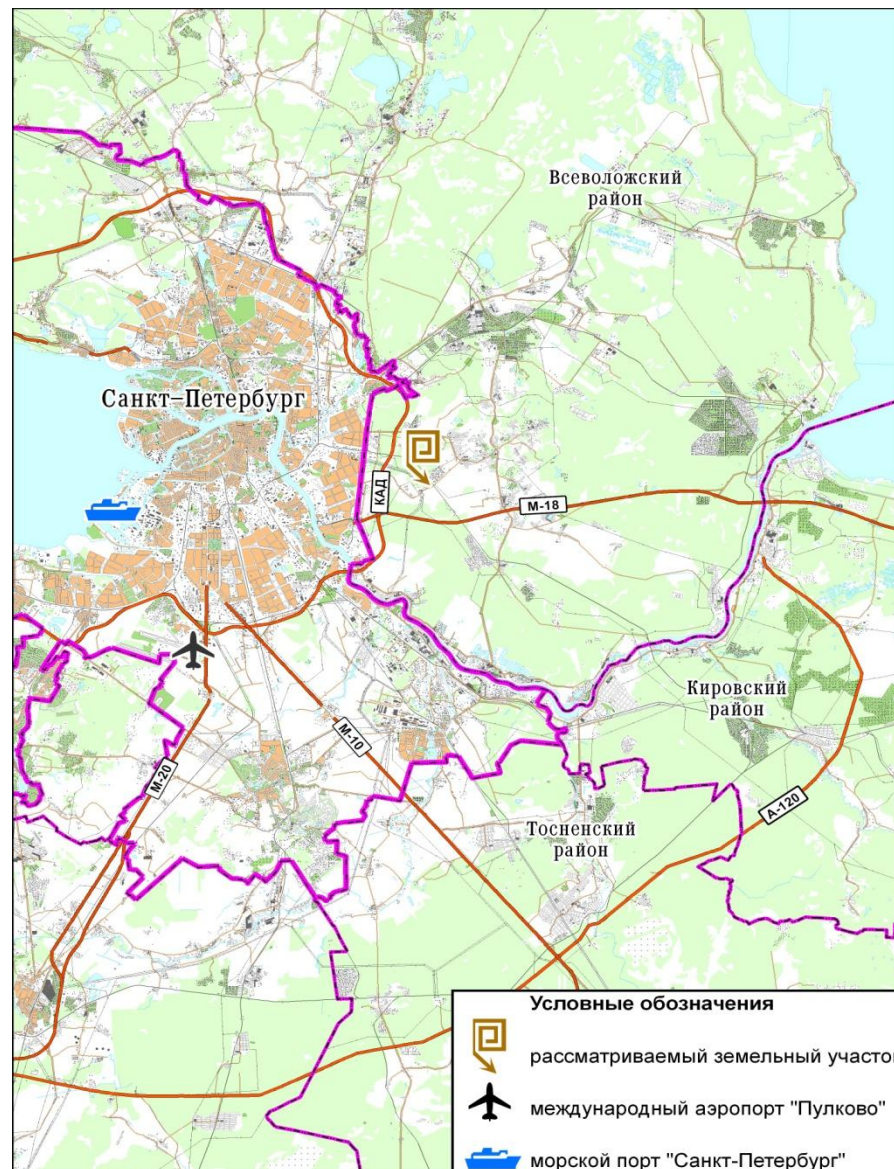 Всеволожский
район
Санкт-Петербург
КАД
М-18
Кировский
район
М-10
М-20
А-120
Тосненский
район
Условные обозначения
рассматриваемый земельный участо
международный аэропорт "Пулково"
морской порт "Санкт-Петербург"